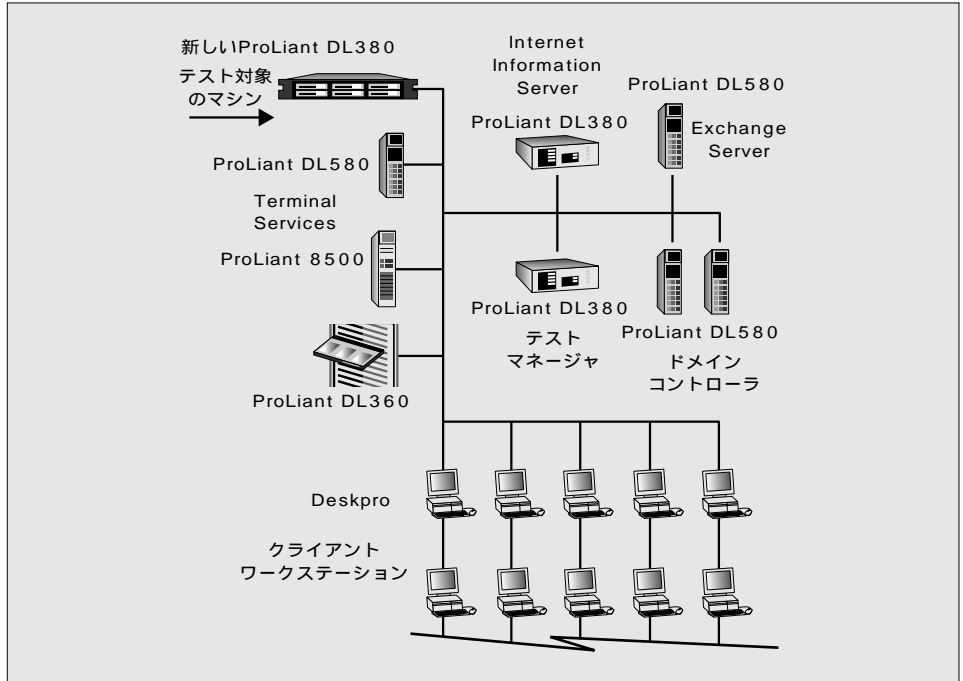 新しいProLiant DL380
テスト対象
のマシン
ProLiant DL580
Terminal
Services
ProLiant 8500
ProLiant DL360
Internet
Information
Server
ProLiant DL380
ProLiant DL580
Exchange
Server
ProLiant DL380
テスト
マネージャ
ProLiant DL580
ドメイン
コントローラ
Deskpro
クライアント
ワークステーション